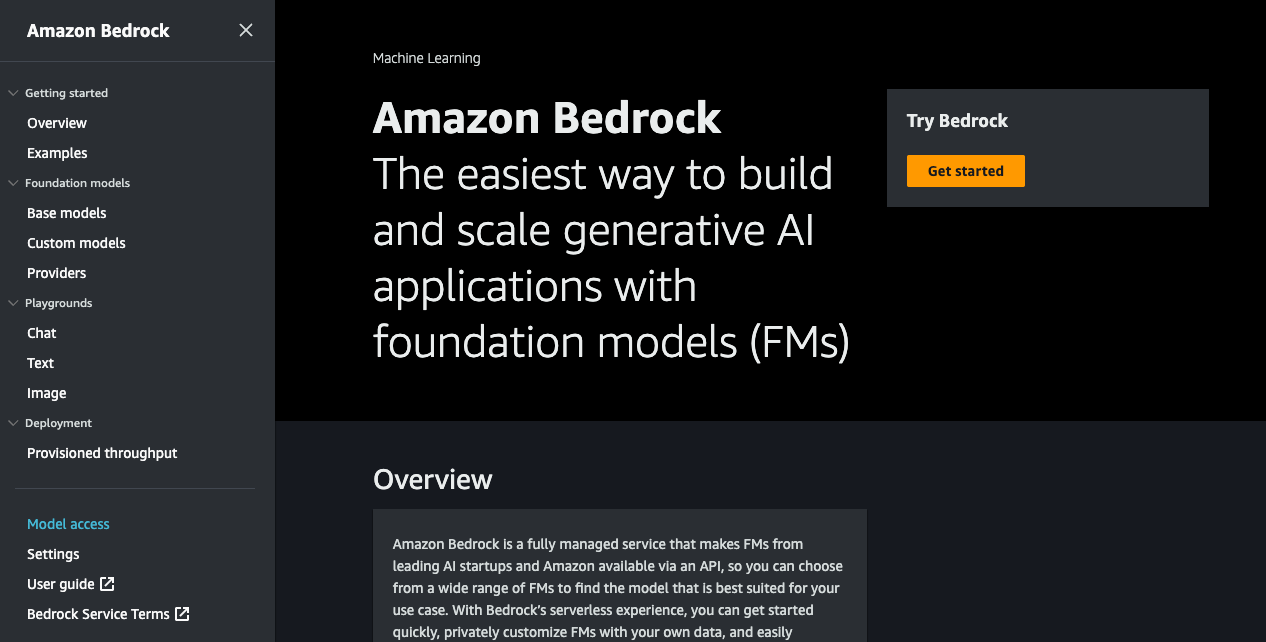 Amazon Bedrock
Getting started
Overview
Examples
Foundation models
Base models
Custom models
Providers
Playgrounds
Chat
Text
Image
Deployment
Provisioned throughput
Model access
Settings
User guide
Bedrock Service Terms
Machine Learning
Amazon Bedrock
The easiest way to build
and scale generative AI
applications with
foundation models (FMs)
Try Bedrock
Get started
Overview
Amazon Bedrock is a fully managed service that makes FMs from
leading AI startups and Amazon available via an API, so you can choose
from a wide range of FMs to find the model that is best suited for your
use case. With Bedrock's serverless experience, you can get started
quickly, privately customize FMs with your own data, and easily